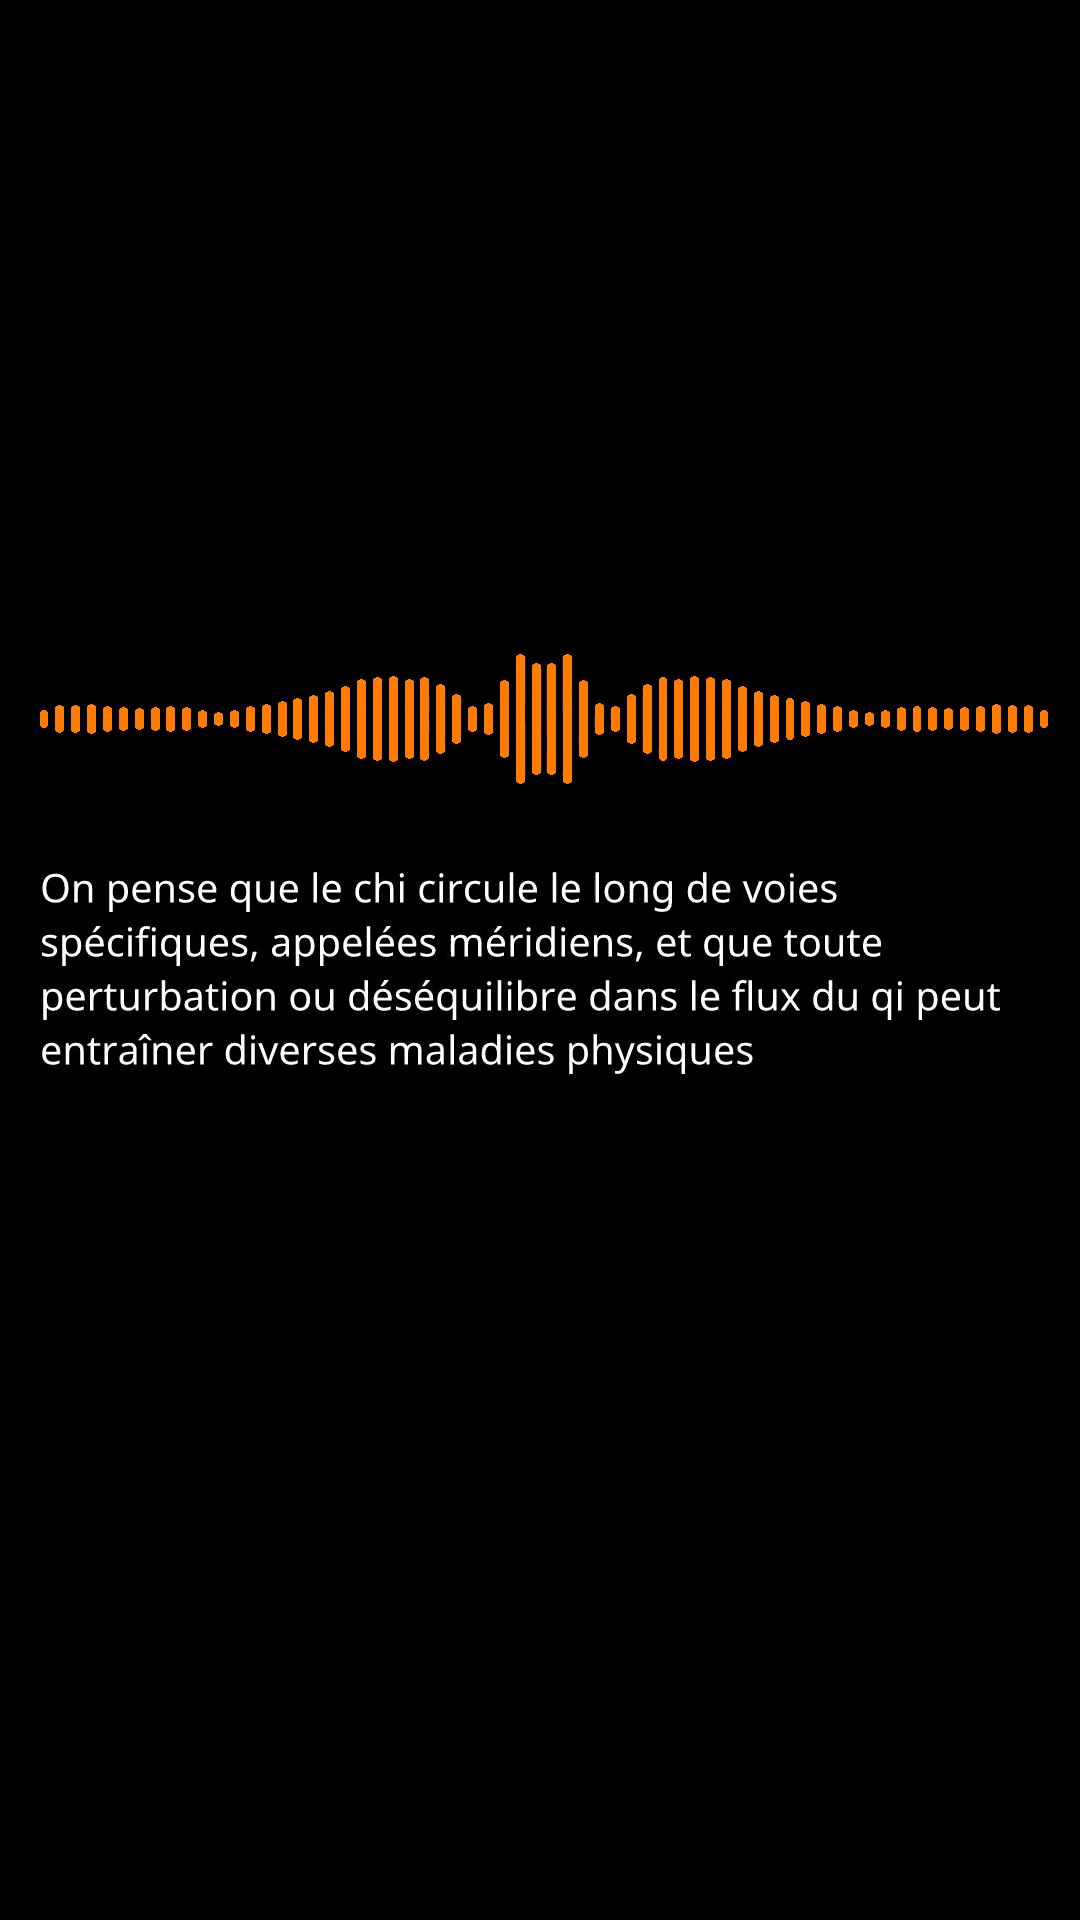 On pense que le chi circule le long de voies
spécifiques, appelées méridiens, et que toute
perturbation ou déséquilibre dans le flux du qi peut
entraîner diverses maladies physiques